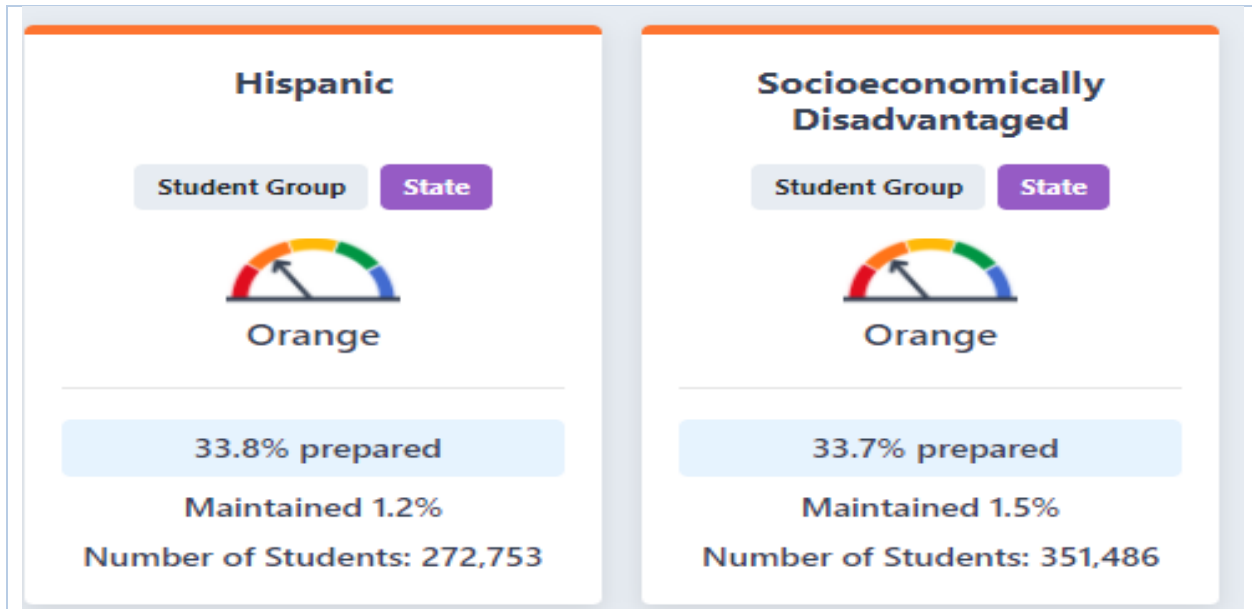 Hispanic
Student Group State
Orange
33.8% prepared
Maintained 1.2%
Number of Students: 272,753
Socioeconomically
Disadvantaged
Student Group State
Orange
33.7% prepared
Maintained 1.5%
Number of Students: 351,486